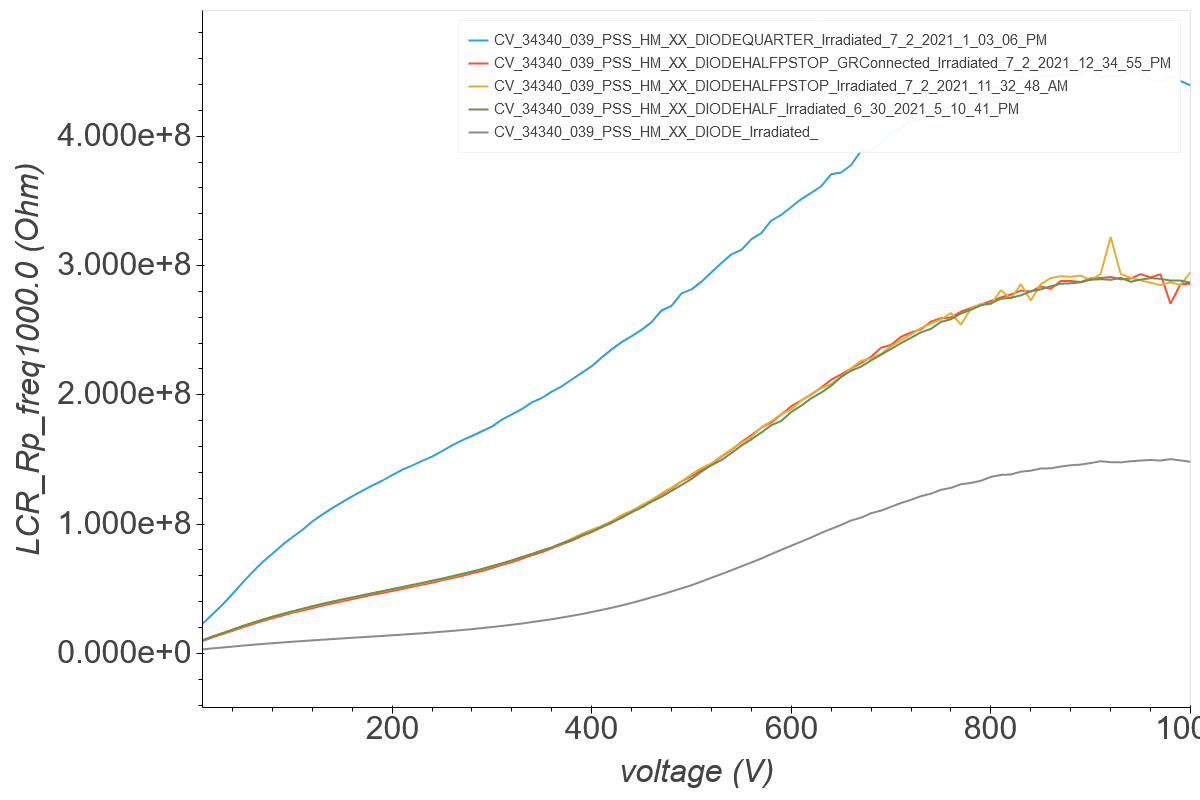 CV_34340_039_PSS_HM_XX_DIODEQUARTER_Irradiated_7_2_2021_1_03_06_PM
CV_34340_039_PSS_HM_XX_DIODEHALFPSTOP_GRConnected_Irradiated_7_2_2021_12_34_55_PM
CV_34340_039_PSS_HM_XX_DIODEHALFPSTOP_Irradiated_7_2_2021_11_32_48_AM
CV_34340_039_PSS_HM_XX_DIODEHALF_Irradiated_6_30_2021_5_10_41_PM
CV_34340_039_PSS_HM_XX_DIODE_Irradiated_
LCR_Rp_freq1000.0 (Ohm)
4.000e+8
3.000e+8
2.000e+8
1.000e+8
0.000e+0
200 400 600 800 100
voltage (V)